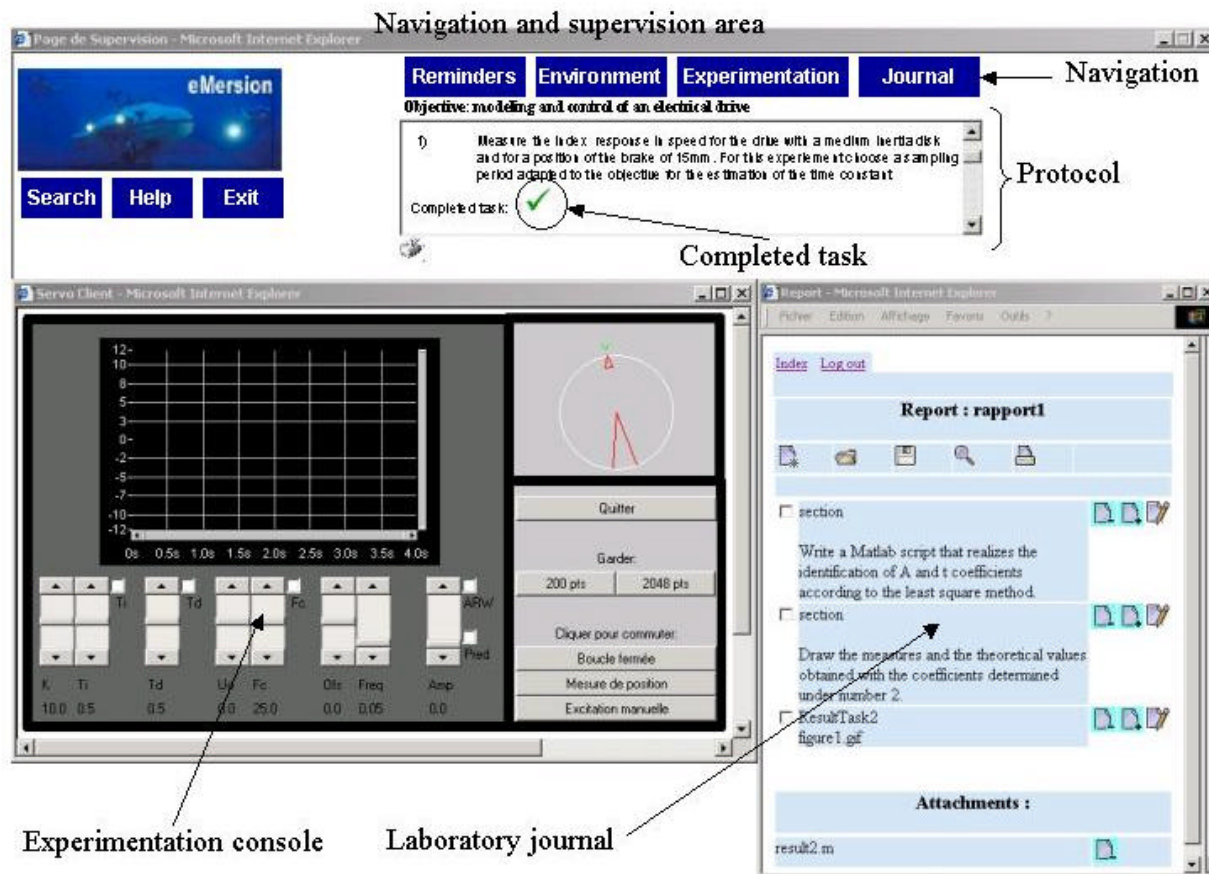 Navigation and supervision area
Page de Supervision - Microsoft Internet Explorer
eMersion
Reminders Environment Experimentation Journal
Navigation
Search Help Exit
Objective: modeling and control of an electrical drive
1) Measure the index response in speed for the drive with a medium inertia disk
and for a position of the brake of 15mm. For this experiement choose a sampling
period adapted to the objective for the estimation of the time constant
Completed task:
Protocol
Completed task
Servo Client - Microsoft Internet Explorer
12
10
8
5
3
0
-2
-5
-7
-10
-12
0s 0.5s 1.0s 1.5s 2.0s 2.5s 3.0s 3.5s 4.0s
Ti Td Fc ARW
Pred
K Ti Td Uo Fc Ofs Freq Amp
10.0 0.5 0.5 0.0 25.0 0.0 0.05 0.0
Quitter
Garder:
200 pts 2048 pts
Cliquer pour commuter:
Boucle fermée
Mesure de position
Excitation manuelle
Report - Microsoft Internet Explorer
Fichier Edition Affichage Favoris Outils ?
Index Log out
Report : rapport1
section
Write a Matlab script that realizes the
identification of A and t coefficients
according to the least square method.
section
Draw the measures and the theoretical values
obtained with the coefficients determined
under number 2.
ResultTask2
figure1.gif
Attachments :
result2.m
Experimentation console
Laboratory journal